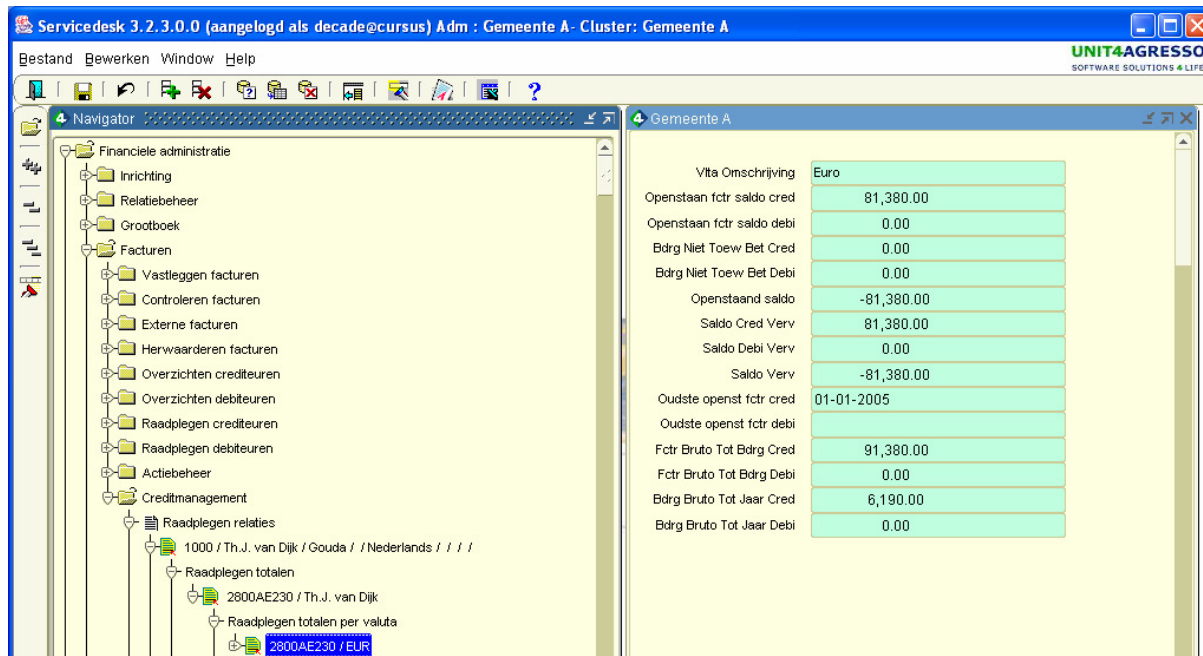 Servicedesk 3.2.3.0.0 (aangelogd als decade@cursus) Adm : Gemeente A- Cluster: Gemeente A
Bestand Bewerken Window Help
UNIT4AGRESSO
SOFTWARE SOLUTIONS 4 LIFE
4 Navigator
Financiele administratie
Inrichting
Relatiebeheer
Grootboek
Facturen
Vastleggen facturen
Controleren facturen
Externe facturen
Herwaarderen facturen
Overzichten crediteuren
Overzichten debiteuren
Raadplegen crediteuren
Raadplegen debiteuren
Actiebeheer
Creditmanagement
Raadplegen relaties
1000 / Th.J. van Dijk / Gouda / / Nederlands / / / /
Raadplegen totalen
2800AE230 / Th.J. van Dijk
Raadplegen totalen per valuta
2800AE230 / EUR
4 Gemeente A
Vlta Omschrijving Euro
Openstaan fctr saldo cred 81,380.00
Openstaan fctr saldo debi 0.00
Bdrg Niet Toew Bet Cred 0.00
Bdrg Niet Toew Bet Debi 0.00
Openstaand saldo -81,380.00
Saldo Cred Verv 81,380.00
Saldo Debi Verv 0.00
Saldo Verv -81,380.00
Oudste openst fctr cred 01-01-2005
Oudste openst fctr debi
Fctr Bruto Tot Bdrg Cred 91,380.00
Fctr Bruto Tot Bdrg Debi 0.00
Bdrg Bruto Tot Jaar Cred 6,190.00
Bdrg Bruto Tot Jaar Debi 0.00